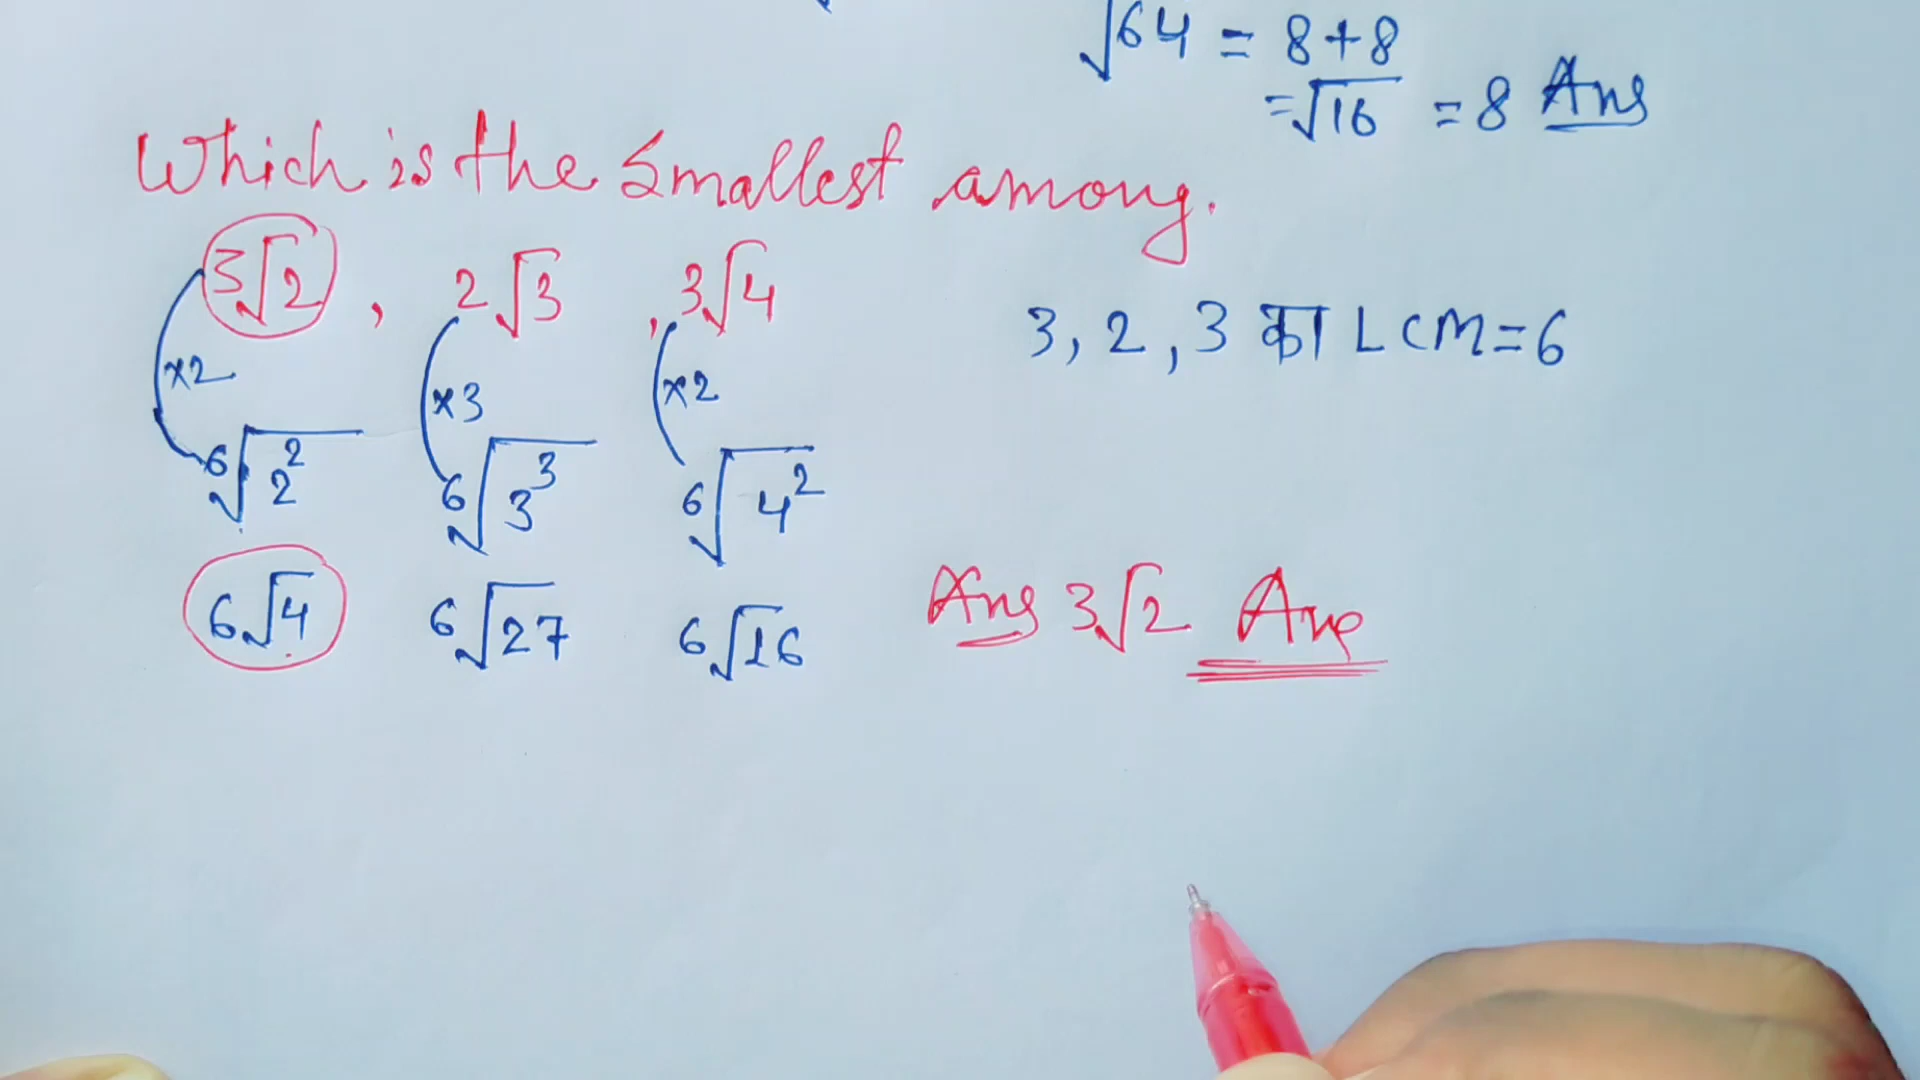 √64 = 8+8
=√16 = 8 Ans
Which is the Smallest among.
3√2, 2√3, 3√4
3, 2, 3 का LCM=6
×2 ×3 ×2
6√2² 6√3³ 6√4²
6√4 6√27 6√16
Ans 3√2 Ans